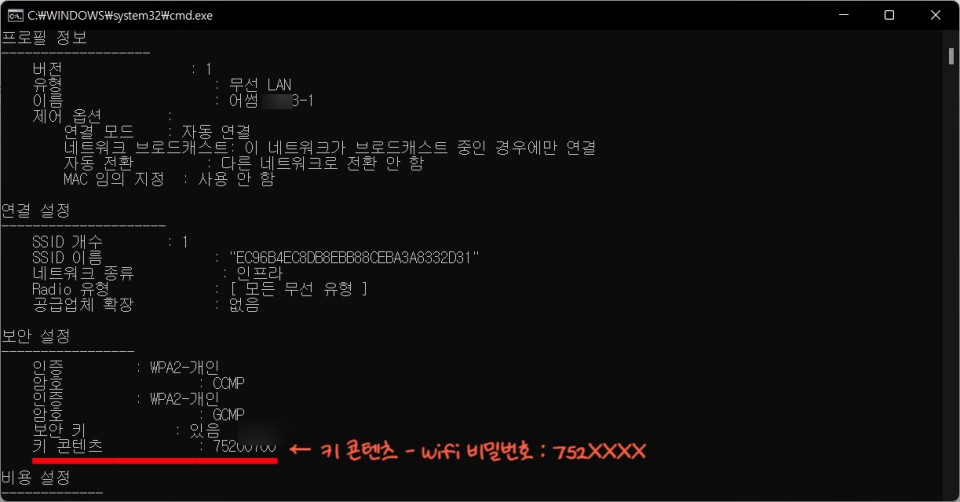 C:₩WINDOWS₩system32₩cmd.exe
프로필 정보
-------------------
버전 : 1
유형 : 무선 LAN
이름 : 어썸 3-1
제어 옵션 :
연결 모드 : 자동 연결
네트워크 브로드캐스트: 이 네트워크가 브로드캐스트 중인 경우에만 연결
자동 전환 : 다른 네트워크로 전환 안 함
MAC 임의 지정 : 사용 안 함
연결 설정
---------------------
SSID 개수 : 1
SSID 이름 : "EC96B4EC8DB8EBB88CEBA3A8332D31"
네트워크 종류 : 인프라
Radio 유형 : [ 모든 무선 유형 ]
공급업체 확장 : 없음
보안 설정
-----------------
인증 : WPA2-개인
암호 : CCMP
인증 : WPA2-개인
암호 : GCMP
보안 키 : 있음
키 콘텐츠 : ← 키 콘텐츠 - wifi 비밀번호 : 752XXXX
비용 설정
-------------